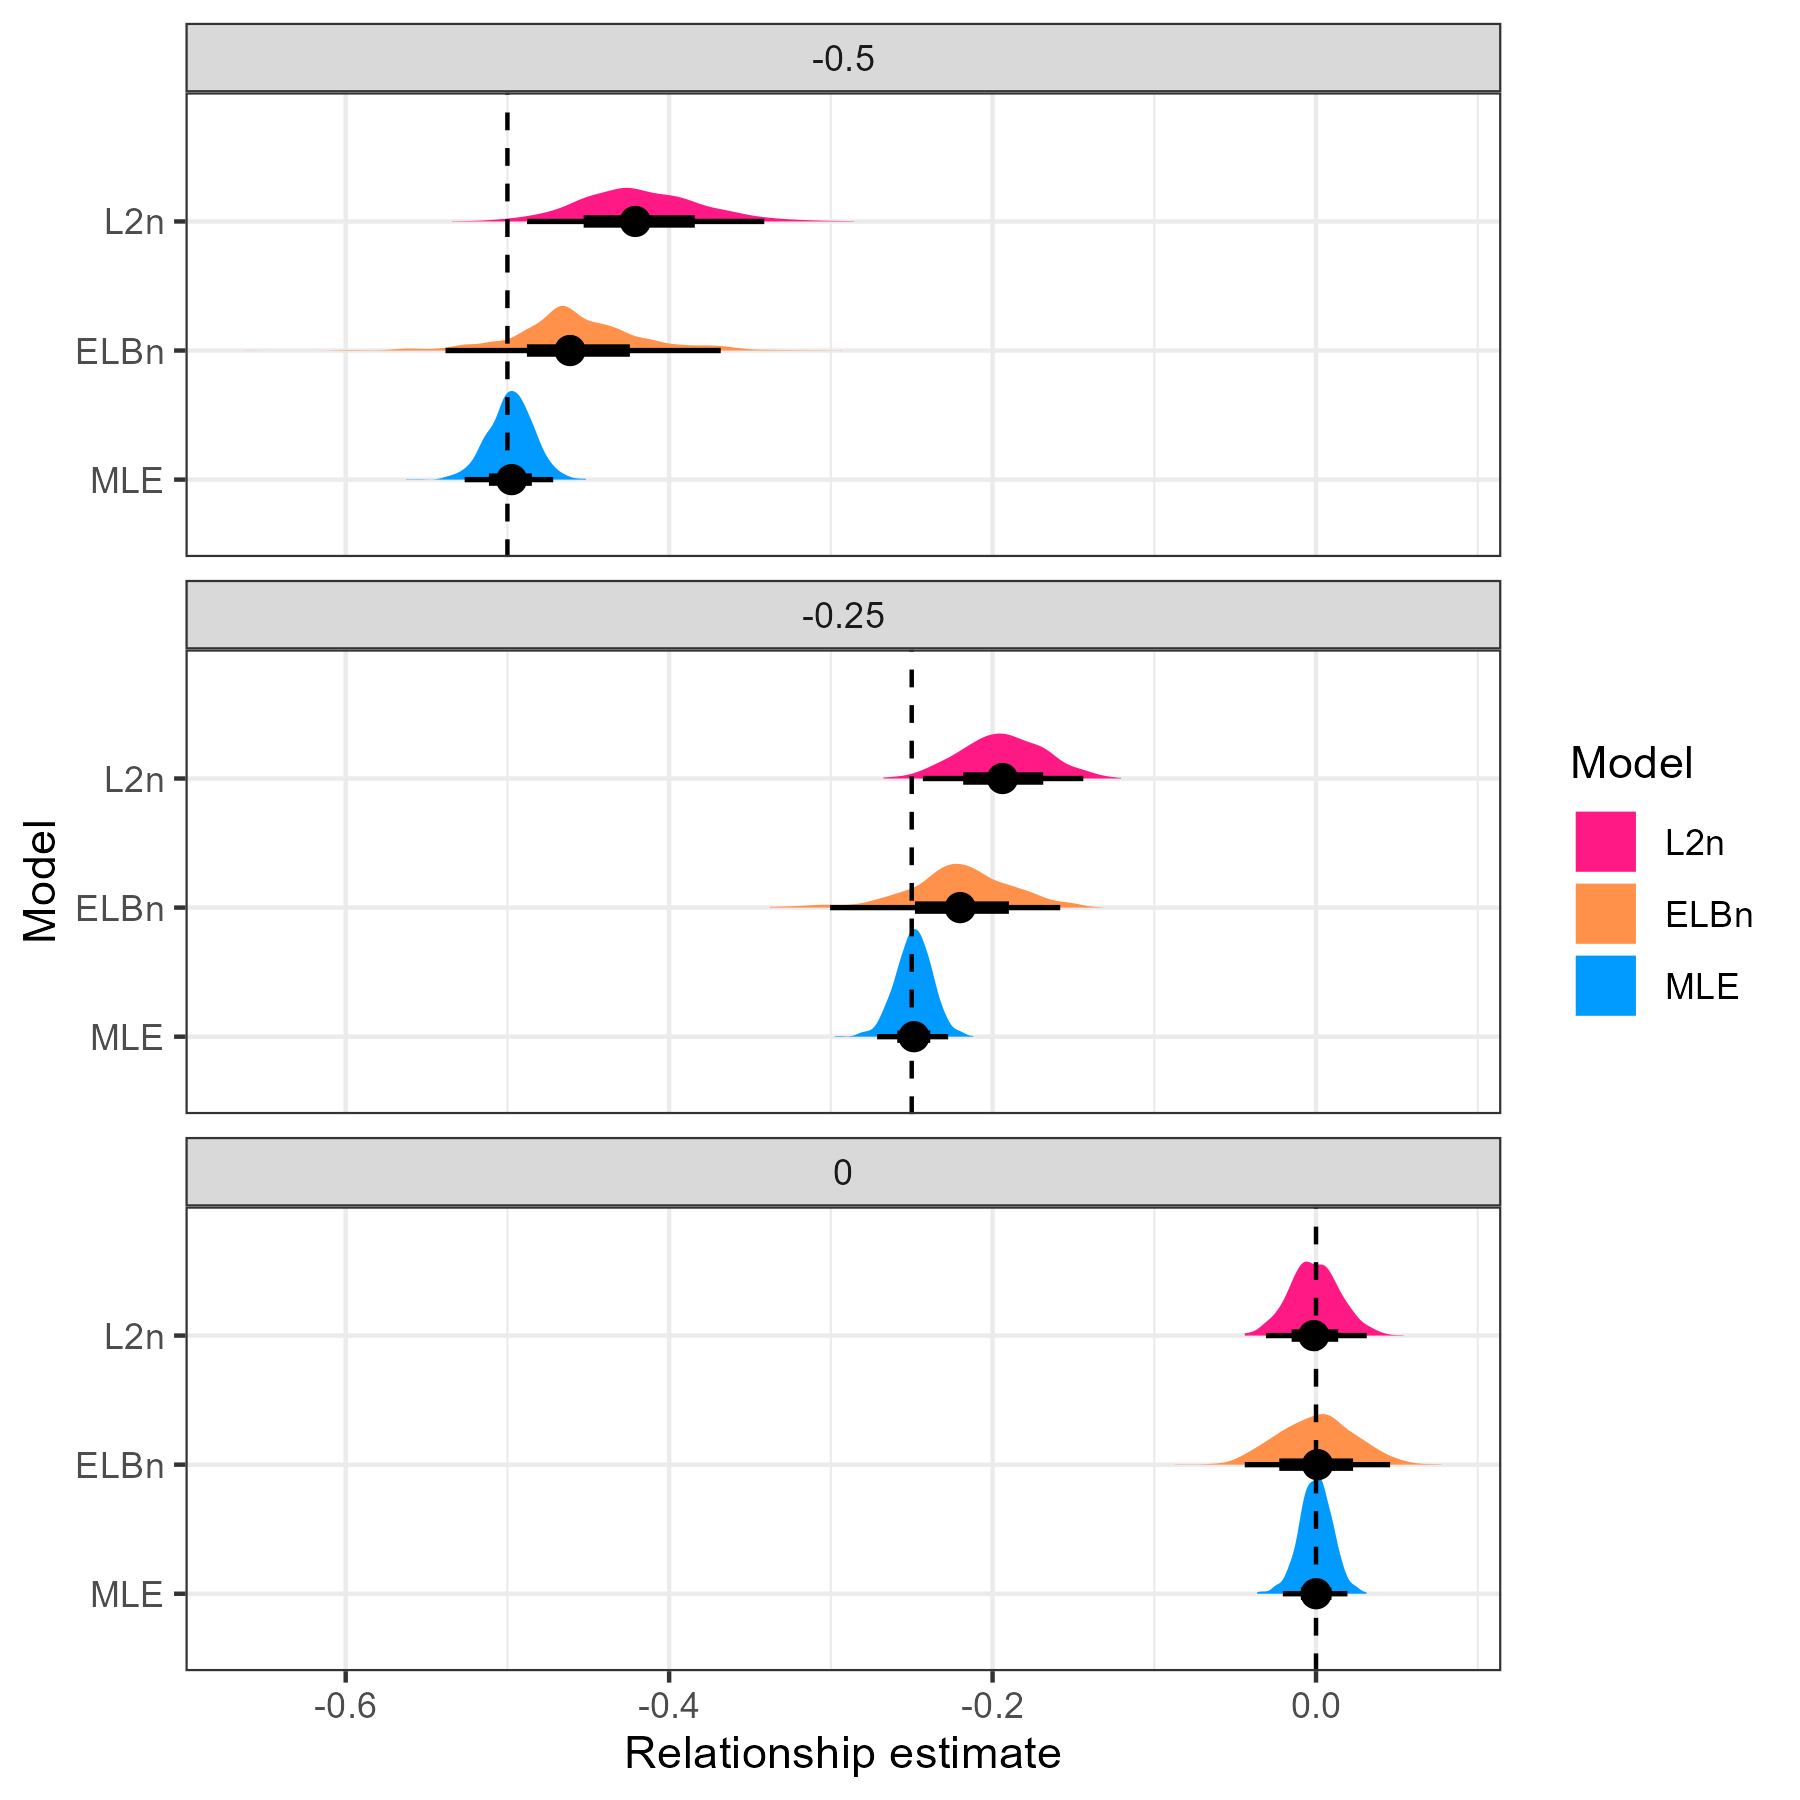 -0.5
L2n
ELBn
MLE
-0.25
L2n
ELBn
MLE
0
L2n
ELBn
MLE
-0.6
-0.4
-0.2
0.0
Relationship estimate
Model
Model
L2n
ELBn
MLE